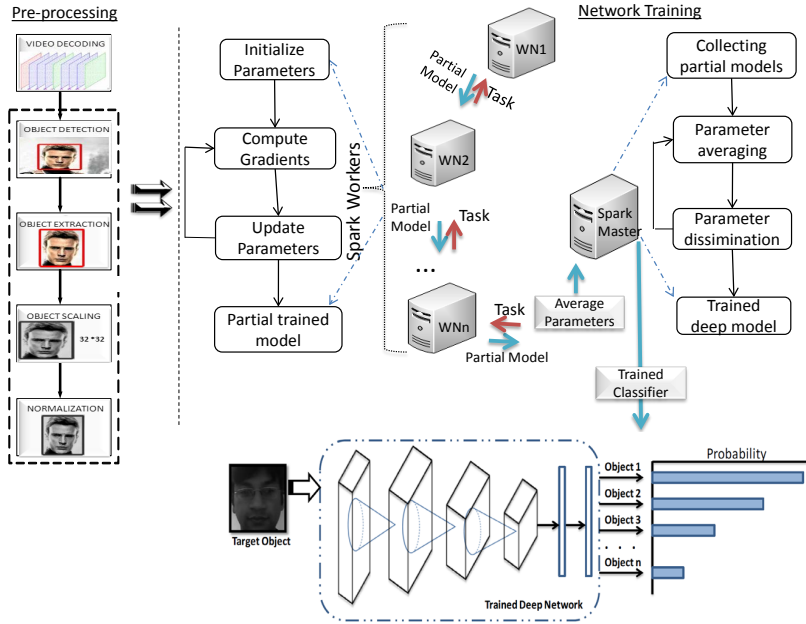 Pre-processing
VIDEO DECODING
OBJECT DETECTION
OBJECT EXTRACTION
OBJECT SCALING
32 *32
NORMALIZATION
Network Training
Initialize
Parameters
Compute
Gradients
Update
Parameters
Partial trained
model
Spark Workers
WN1
Partial
Model
Task
WN2
Partial
Model
Task
...
WNn
Task
Partial Model
Average
Parameters
Spark
Master
Collecting
partial models
Parameter
averaging
Parameter
dissimination
Trained
deep model
Trained
Classifier
Target Object
Trained Deep Network
Object 1
Object 2
Object 3
. . . .
Object n
Probability